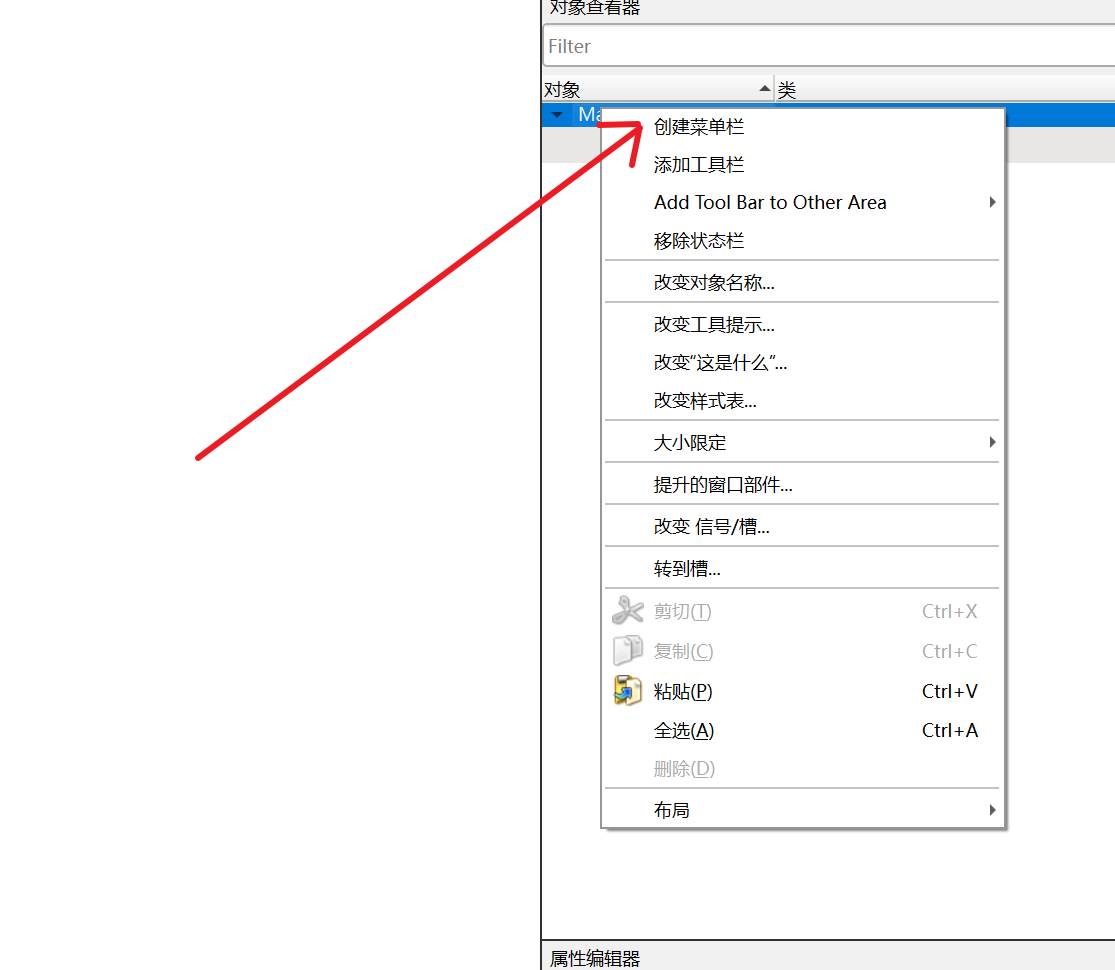 对象查看器
Filter
对象 类
Ma
创建菜单栏
添加工具栏
Add Tool Bar to Other Area
移除状态栏
改变对象名称...
改变工具提示...
改变“这是什么”...
改变样式表...
大小限定
提升的窗口部件...
改变 信号/槽...
转到槽...
剪切(T) Ctrl+X
复制(C) Ctrl+C
粘贴(P) Ctrl+V
全选(A) Ctrl+A
删除(D)
布局
属性编辑器